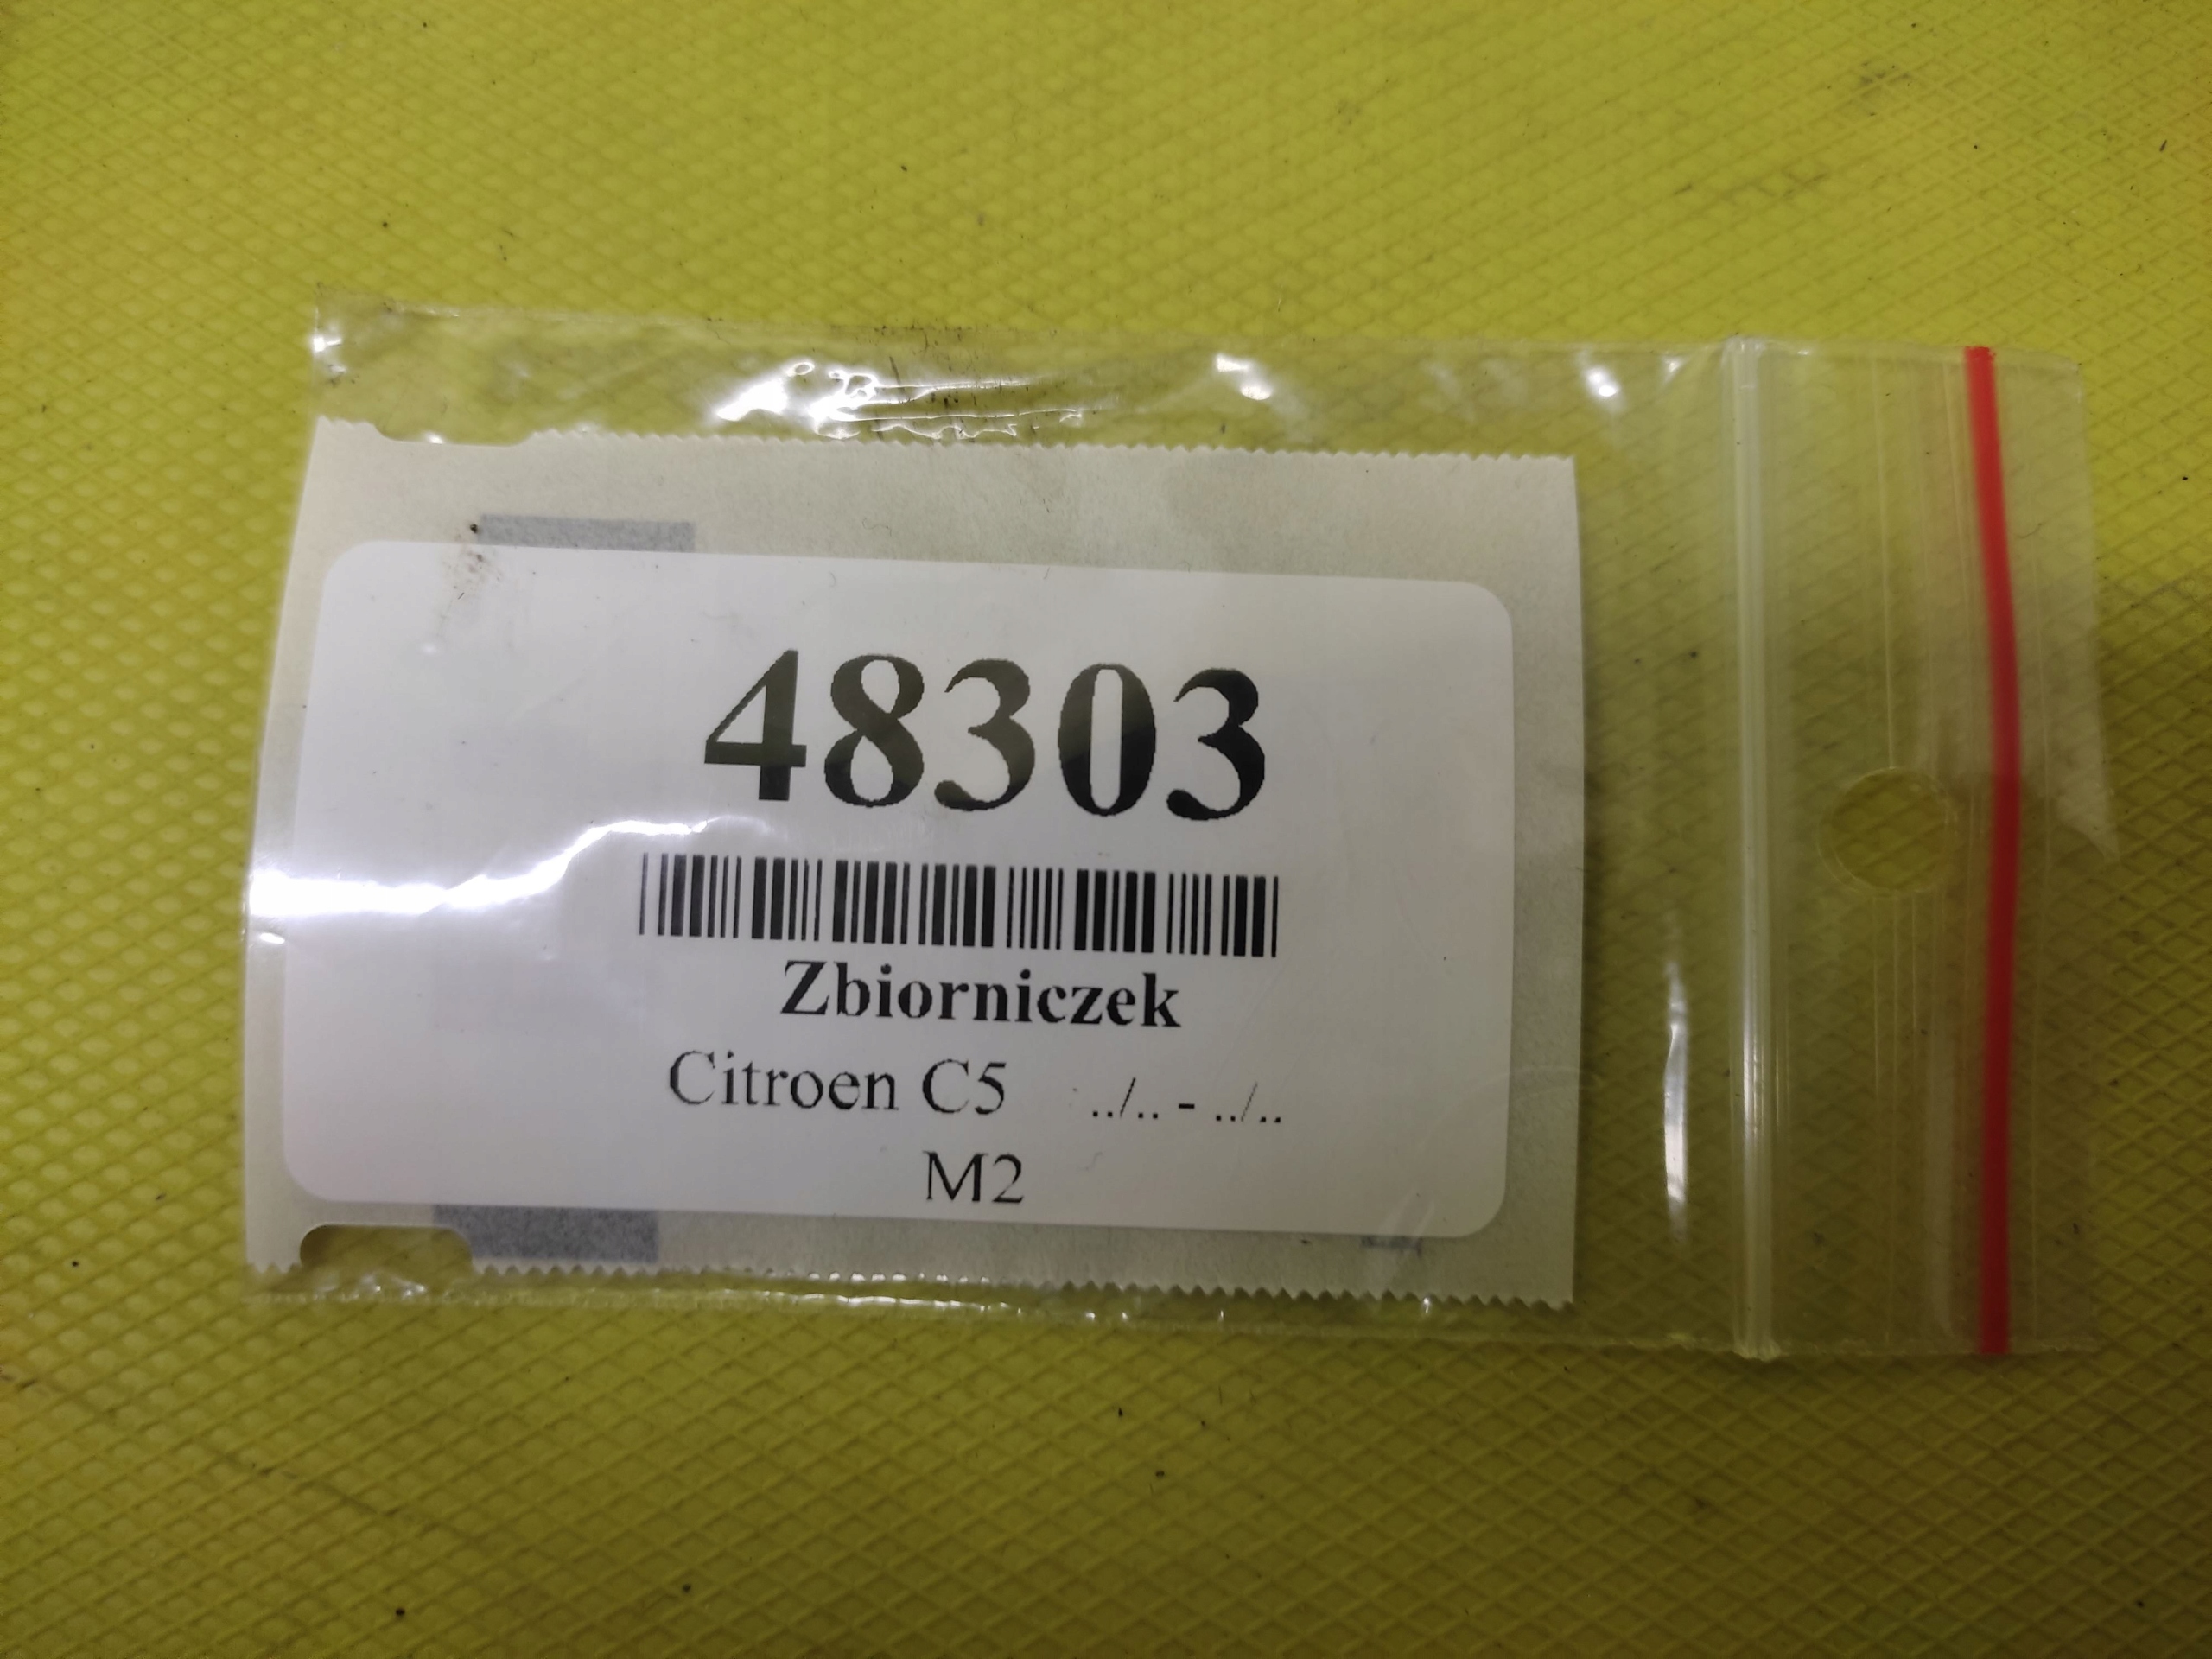 48303
Zbiorniczek
Citroen C5 ../.. - ../..
M2